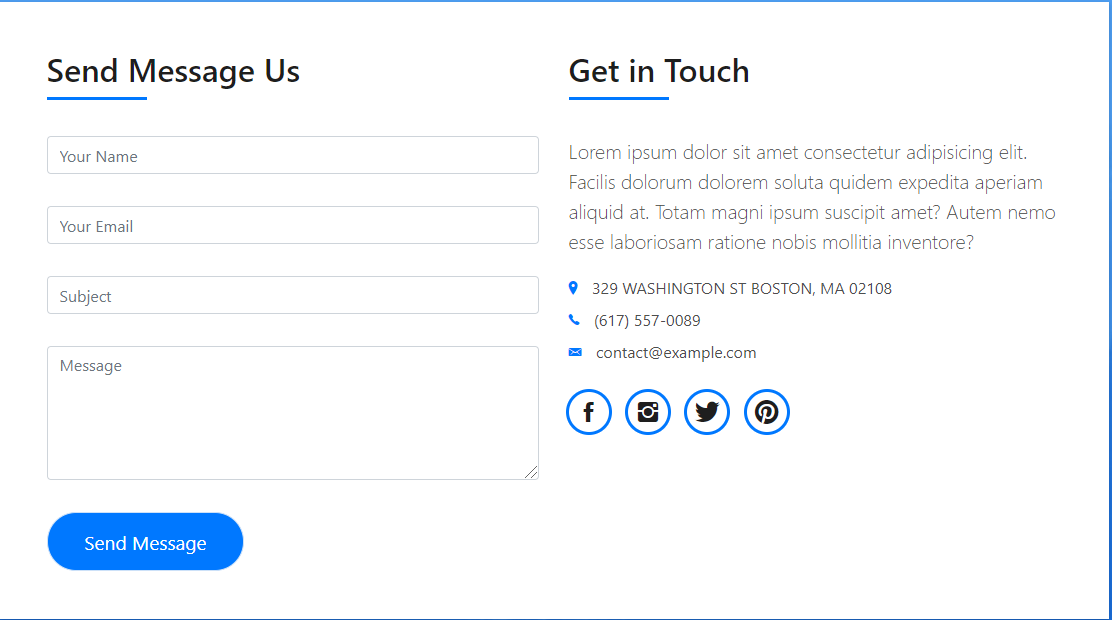 Send Message Us
Your Name
Your Email
Subject
Message
Send Message
Get in Touch
Lorem ipsum dolor sit amet consectetur adipisicing elit.
Facilis dolorum dolorem soluta quidem expedita aperiam
aliquid at. Totam magni ipsum suscipit amet? Autem nemo
esse laboriosam ratione nobis mollitia inventore?
329 WASHINGTON ST BOSTON, MA 02108
(617) 557-0089
contact@example.com